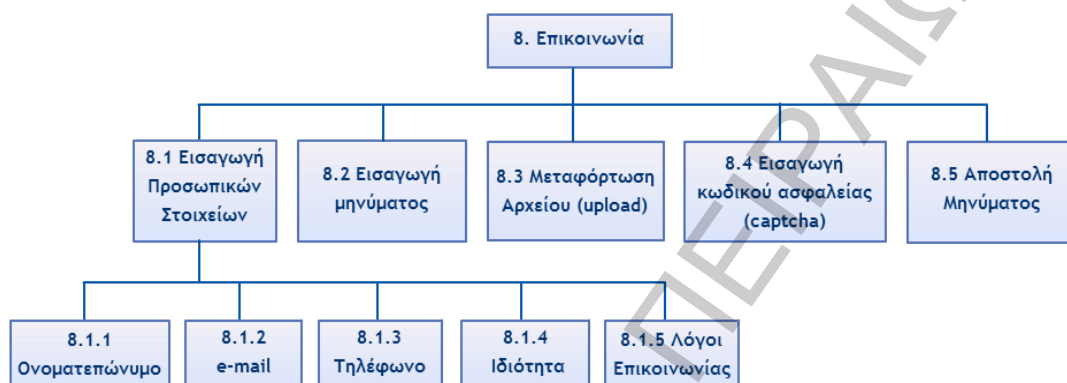 8. Επικοινωνία
8.1 Εισαγωγή
Προσωπικών
Στοιχείων
8.2 Εισαγωγή
μηνύματος
8.3 Μεταφόρτωση
Αρχείου (upload)
8.4 Εισαγωγή
κωδικού ασφαλείας
(captcha)
8.5 Αποστολή
Μηνύματος
8.1.1
Ονοματεπώνυμο
8.1.2
e-mail
8.1.3
Τηλέφωνο
8.1.4
Ιδιότητα
8.1.5 Λόγοι
Επικοινωνίας